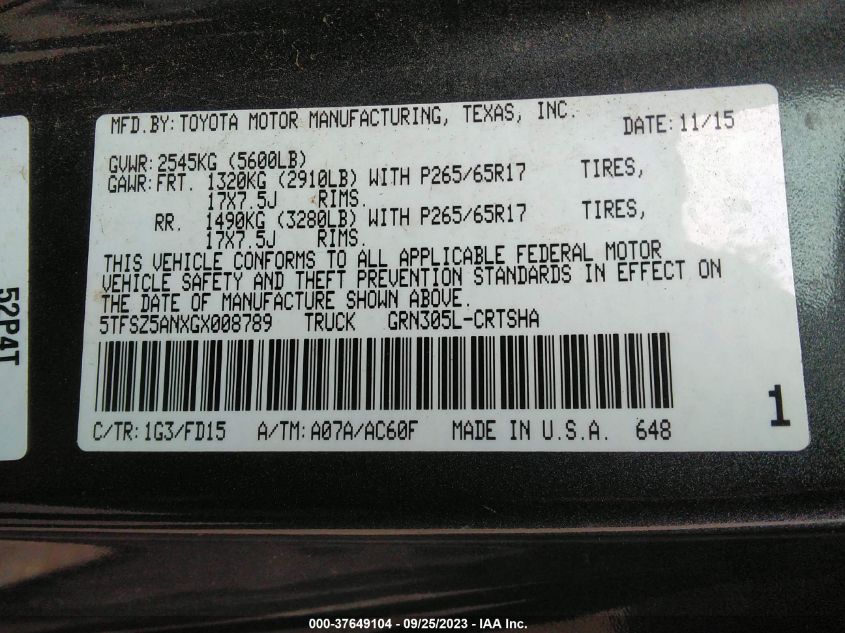 MFD.BY:TOYOTA MOTOR MANUFACTURING, TEXAS, INC. DATE:11/15
GVWR:2545KG (5600LB)
GAWR:FRT. 1320KG (2910LB) WITH P265/65R17 TIRES,
17X7.5J RIMS.
RR. 1490KG (3280LB) WITH P265/65R17 TIRES,
17X7.5J RIMS.
THIS VEHICLE CONFORMS TO ALL APPLICABLE FEDERAL MOTOR
VEHICLE SAFETY AND THEFT PREVENTION STANDARDS IN EFFECT ON
THE DATE OF MANUFACTURE SHOWN ABOVE.
5TFSZ5ANXGX008789 TRUCK GRN305L-CRTSHA
C/TR:1G3/FD15 A/TM:A07A/AC60F MADE IN U.S.A. 648
1
52P4T
000-37649104 - 09/25/2023 - IAA Inc.